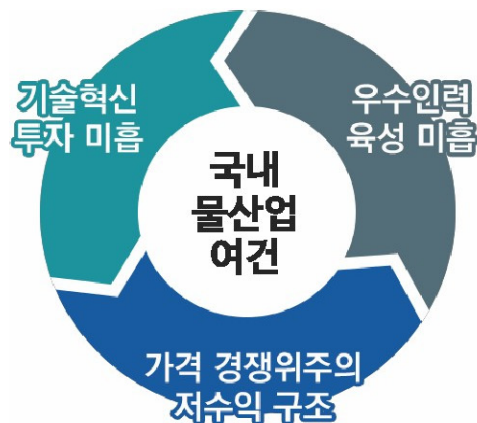 기술혁신
투자 미흡
우수인력
육성 미흡
국내
물산업
여건
가격 경쟁위주의
저수익 구조